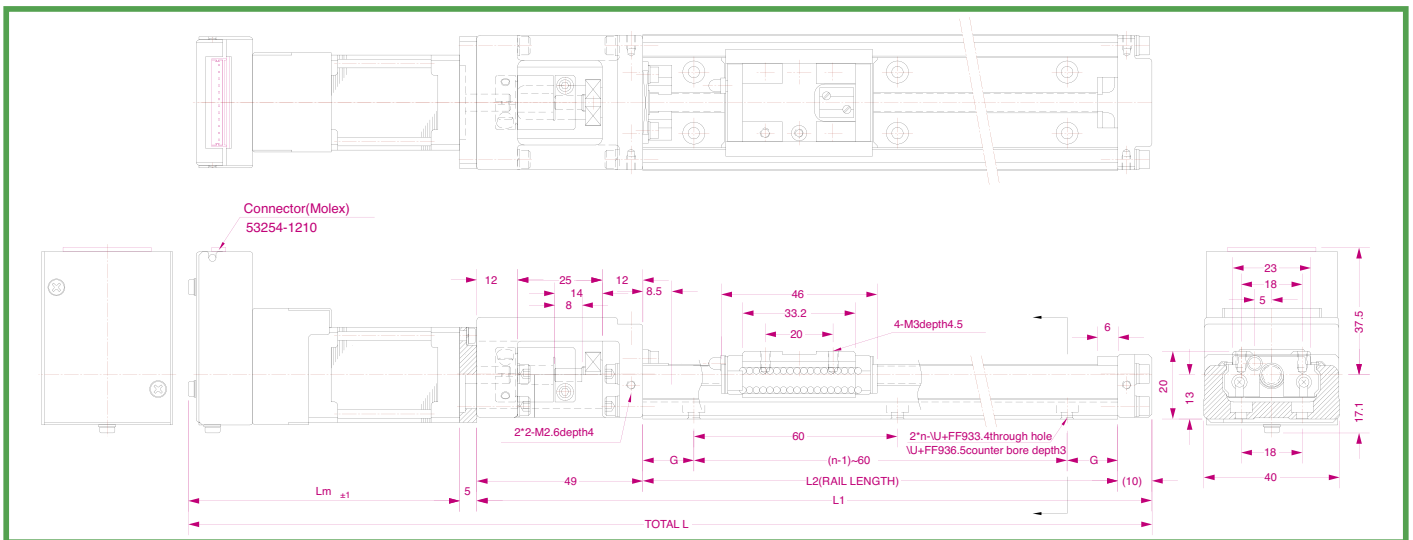 Connector(Molex)
53254-1210
12
25
12
14
8.5
8
46
33.2
20
4-M3depth4.5
6
23
18
5
37.5
20
13
17.1
2*2-M2.6depth4
60
2*n-\U+FF933.4through hole
\U+FF936.5counter bore depth3
G
(n-1)~60
G
18
49
L2(RAIL LENGTH)
(10)
40
Lm ±1
5
L1
TOTAL L